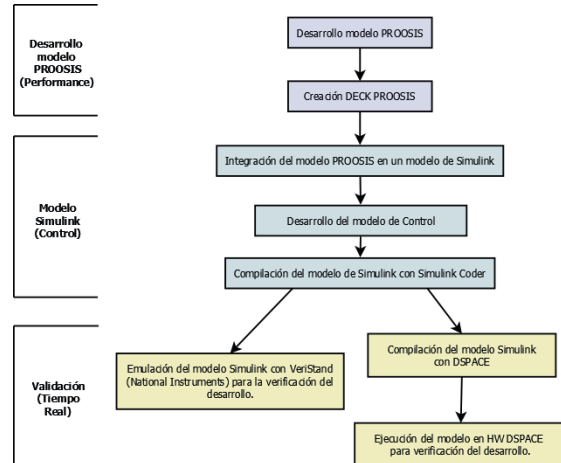 Desarrollo
modelo
PROOSIS
(Performance)
Desarrollo modelo PROOSIS
Creación DECK PROOSIS
Modelo
Simulink
(Control)
Integración del modelo PROOSIS en un modelo de Simulink
Desarrollo del modelo de Control
Compilación del modelo de Simulink con Simulink Coder
Validación
(Tiempo
Real)
Emulación del modelo Simulink con VeriStand
(National Instruments) para la verificación del
desarrollo.
Compilación del modelo Simulink
con DSPACE
Ejecución del modelo en HW DSPACE
para verificación del desarrollo.